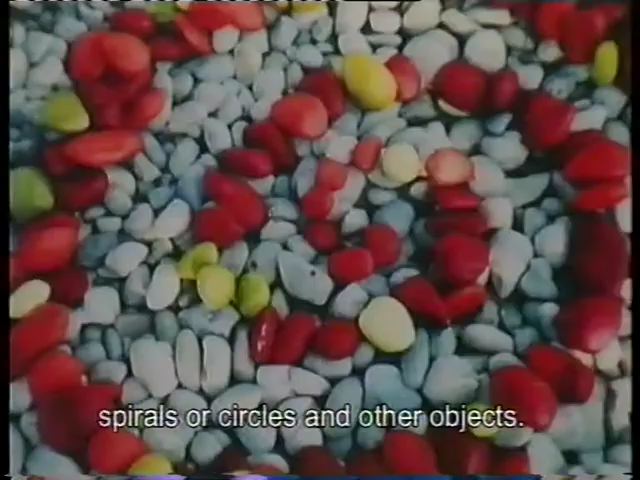 spirals or circles and other objects.